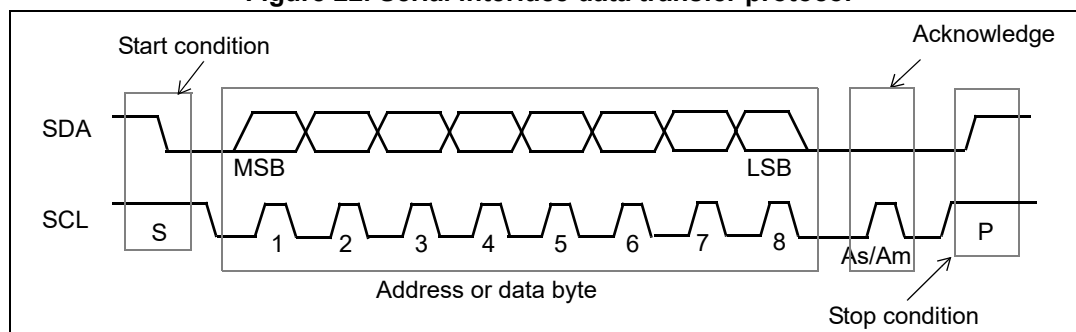 Figure 22. Serial interface data transfer protocol
Start condition
Acknowledge
SDA
MSB
LSB
SCL
S
1
2
3
4
5
6
7
8
As/Am
P
Address or data byte
Stop condition